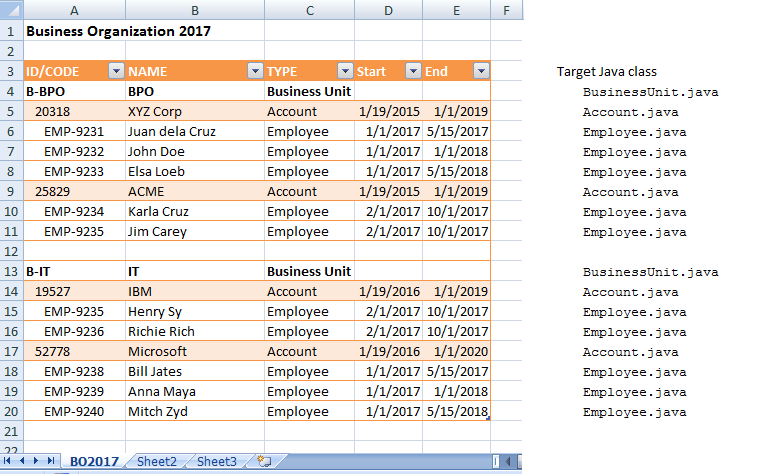 A B C D E F
1 Business Organization 2017
2
3 ID/CODE NAME TYPE Start End Target Java class
4 B-BPO BPO Business Unit BusinessUnit.java
5 20318 XYZ Corp Account 1/19/2015 1/1/2019 Account.java
6 EMP-9231 Juan dela Cruz Employee 1/1/2017 5/15/2017 Employee.java
7 EMP-9232 John Doe Employee 1/1/2017 1/1/2018 Employee.java
8 EMP-9233 Elsa Loeb Employee 1/1/2017 5/15/2018 Employee.java
9 25829 ACME Account 1/19/2015 1/1/2019 Account.java
10 EMP-9234 Karla Cruz Employee 2/1/2017 10/1/2017 Employee.java
11 EMP-9235 Jim Carey Employee 2/1/2017 10/1/2017 Employee.java
12
13 B-IT IT Business Unit BusinessUnit.java
14 19527 IBM Account 1/19/2016 1/1/2019 Account.java
15 EMP-9235 Henry Sy Employee 2/1/2017 10/1/2017 Employee.java
16 EMP-9236 Richie Rich Employee 2/1/2017 10/1/2017 Employee.java
17 52778 Microsoft Account 1/19/2016 1/1/2020 Account.java
18 EMP-9238 Bill Jates Employee 1/1/2017 5/15/2017 Employee.java
19 EMP-9239 Anna Maya Employee 1/1/2017 1/1/2018 Employee.java
20 EMP-9240 Mitch Zyd Employee 1/1/2017 5/15/2018 Employee.java
21
22
BO2017 Sheet2 Sheet3